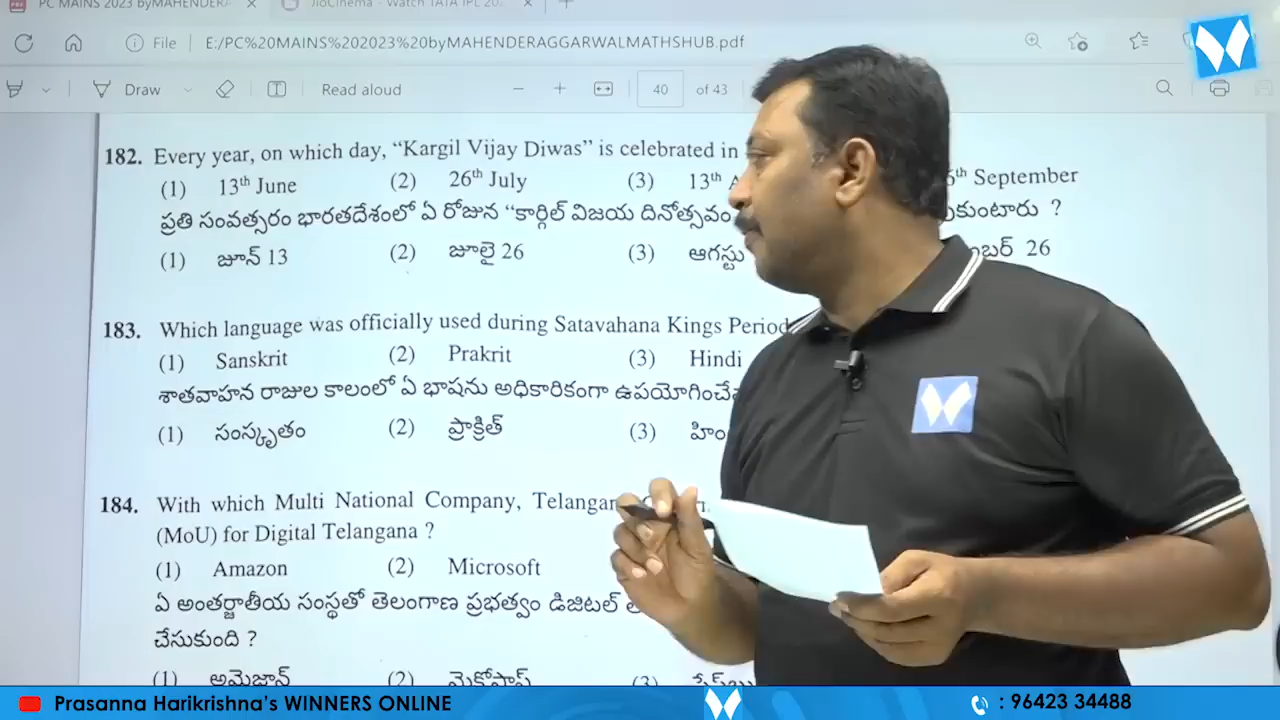 PC MAINS 2023 byMAHENDERA
JioCinema - Watch TATA IPL 202
File E:/PC%20MAINS%202023%20byMAHENDERAGGARWALMATHSHUB.pdf
Draw Read aloud 40 of 43
182. Every year, on which day, “Kargil Vijay Diwas” is celebrated in
(1) 13th June (2) 26th July (3) 13th September
ప్రతి సంవత్సరం భారతదేశంలో ఏ రోజున “కార్గిల్ విజయ దినోత్సవం
(1) జూన్ 13 (2) జూలై 26 (3) ఆగస్టు 26
183. Which language was officially used during Satavahana Kings Period
(1) Sanskrit (2) Prakrit (3) Hindi
శాతవాహన రాజుల కాలంలో ఏ భాషను అధికారికంగా
(1) సంస్కృతం (2) ప్రాక్రిత్ (3)
184. With which Multi National Company,
(MoU) for Digital Telangana ?
(1) Amazon (2) Microsoft
ఏ అంతర్జాతీయ సంస్థతో తెలంగాణ ప్రభుత్వం డిజిటల్
చేసుకుంది ?
(1) అమెజాన్ (2) మైక్రోసాఫ్ట్ (3)
Prasanna Harikrishna's WINNERS ONLINE : 96423 34488